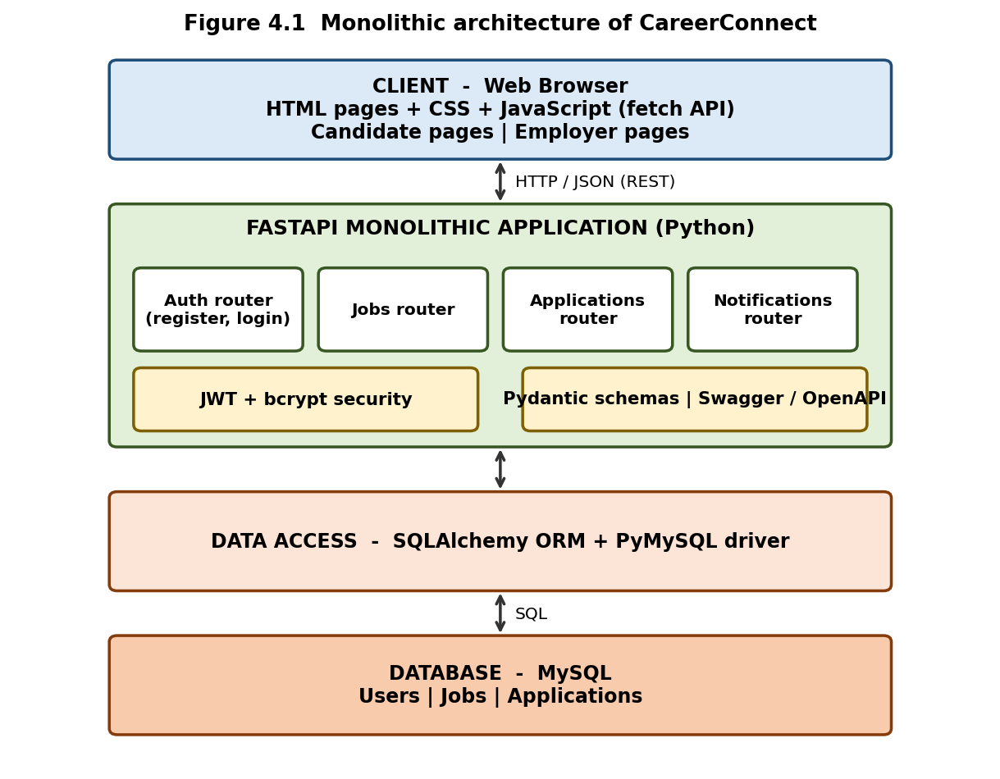 Figure 4.1  Monolithic architecture of CareerConnect
CLIENT  -  Web Browser
HTML pages + CSS + JavaScript (fetch API)
Candidate pages | Employer pages
HTTP / JSON (REST)
FASTAPI MONOLITHIC APPLICATION (Python)
Auth router
(register, login)
Jobs router
Applications
router
Notifications
router
JWT + bcrypt security
Pydantic schemas | Swagger / OpenAPI
DATA ACCESS  -  SQLAlchemy ORM + PyMySQL driver
SQL
DATABASE  -  MySQL
Users | Jobs | Applications